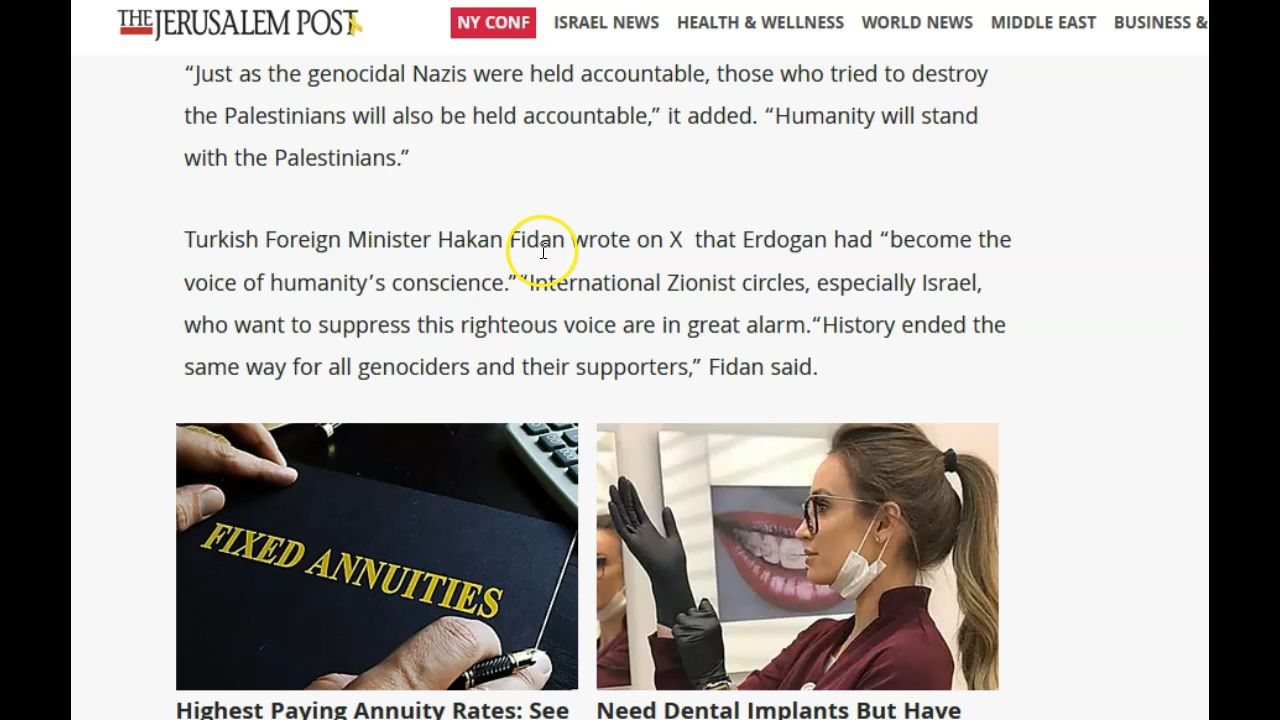 THE JERUSALEM POST
NY CONF ISRAEL NEWS HEALTH & WELLNESS WORLD NEWS MIDDLE EAST BUSINESS &
“Just as the genocidal Nazis were held accountable, those who tried to destroy
the Palestinians will also be held accountable,” it added. “Humanity will stand
with the Palestinians.”
Turkish Foreign Minister Hakan Fidan wrote on X that Erdogan had “become the
voice of humanity’s conscience.”“International Zionist circles, especially Israel,
who want to suppress this righteous voice are in great alarm.“History ended the
same way for all genociders and their supporters,” Fidan said.
FIXED ANNUITIES
Highest Paying Annuity Rates: See
Need Dental Implants But Have